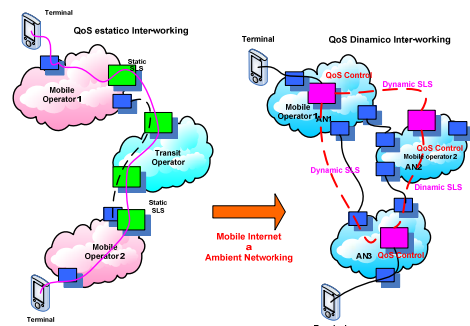 QoS estatico Inter-working
QoS Dinamico Inter-working
Terminal
Terminal
Static
SLS
QoS Control
Dynamic SLS
Mobile
Operator 1
Mobile
Operator 1
AN1
Transit
Operator
QoS Control
Mobile operator 2
AN2
Dynamic SLS
Dinamic SLS
Static
SLS
Mobile Internet
a
Ambient Networking
Mobile
Operator 2
AN3
QoS Control
Terminal